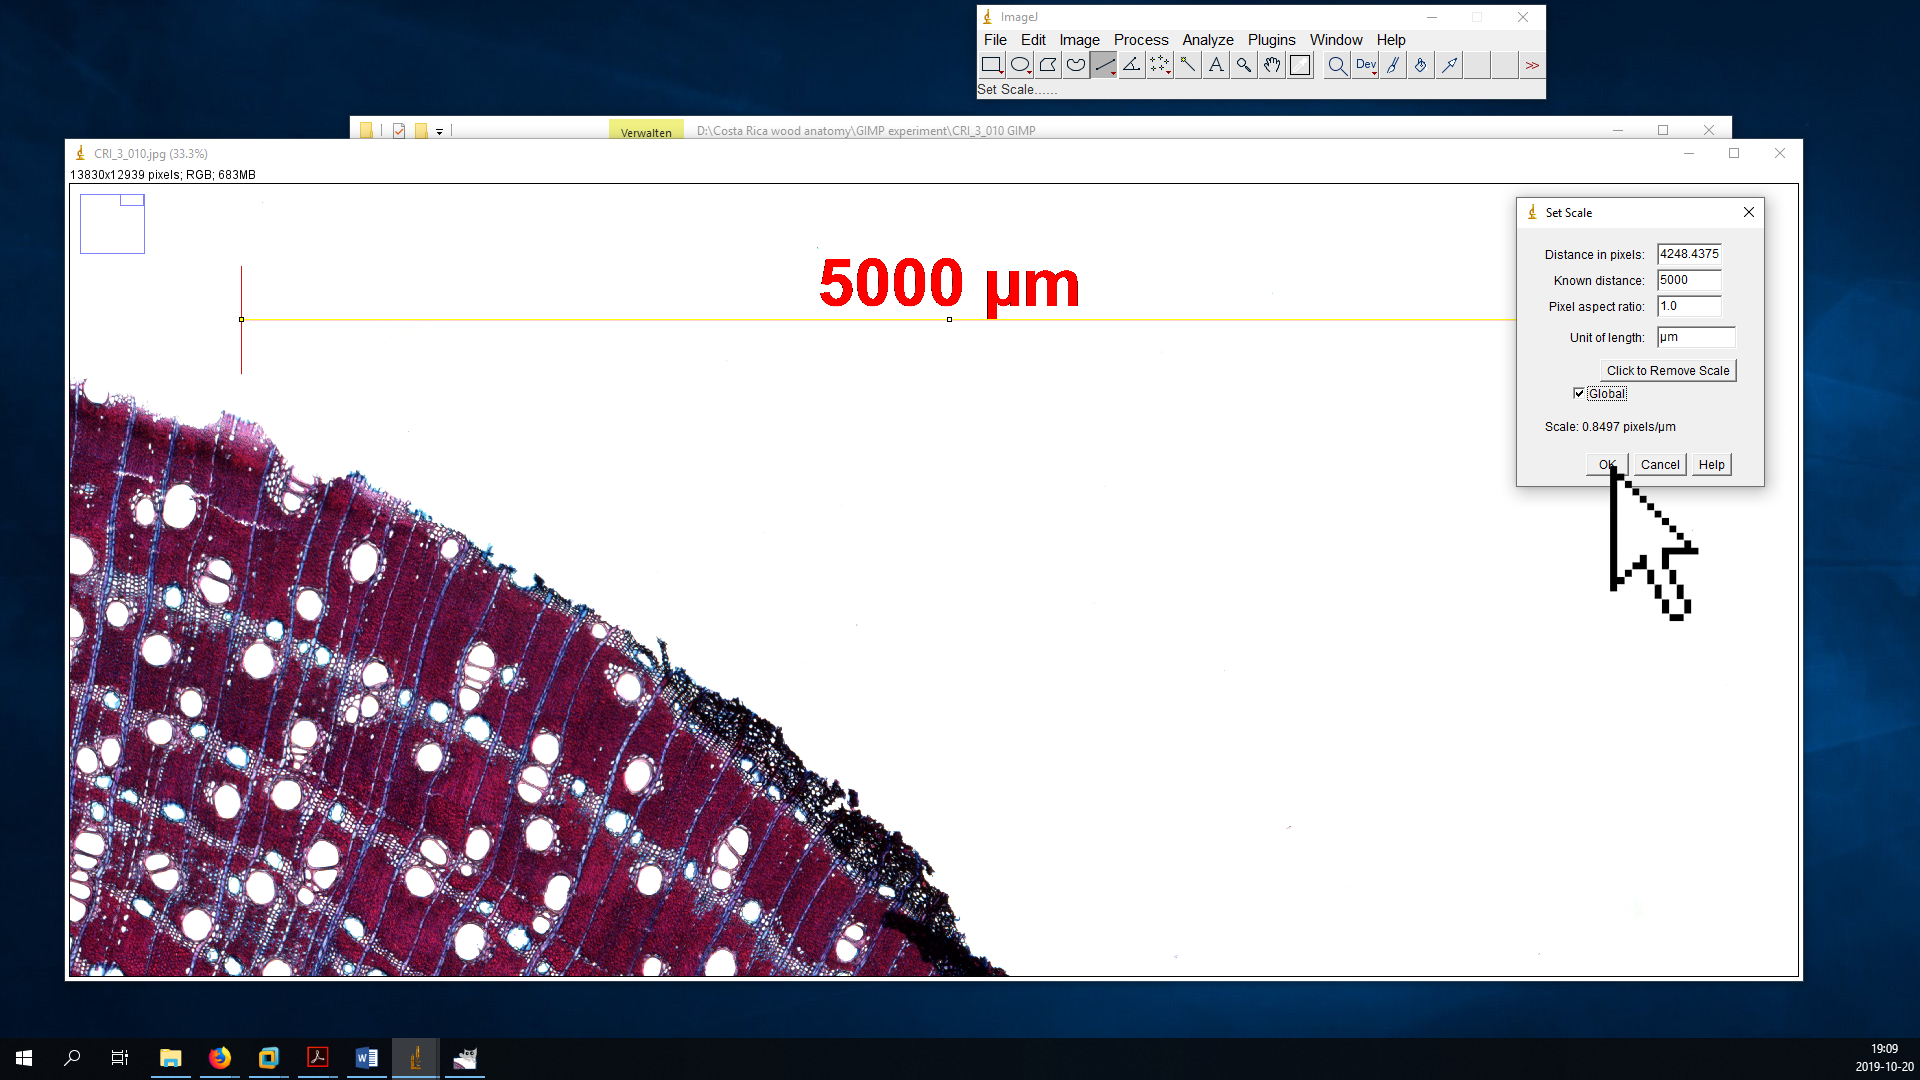 ImageJ
File Edit Image Process Analyze Plugins Window Help
A Dev >>
Set Scale......
Verwalten D:\Costa Rica wood anatomy\GIMP experiment\CRI_3_010 GIMP
CRI_3_010.jpg (33.3%)
13830x12939 pixels; RGB; 683MB
5000 µm
Set Scale
Distance in pixels: 4248.4375
Known distance: 5000
Pixel aspect ratio: 1.0
Unit of length: µm
Click to Remove Scale
Global
Scale: 0.8497 pixels/µm
OK Cancel Help
19:09
2019-10-20